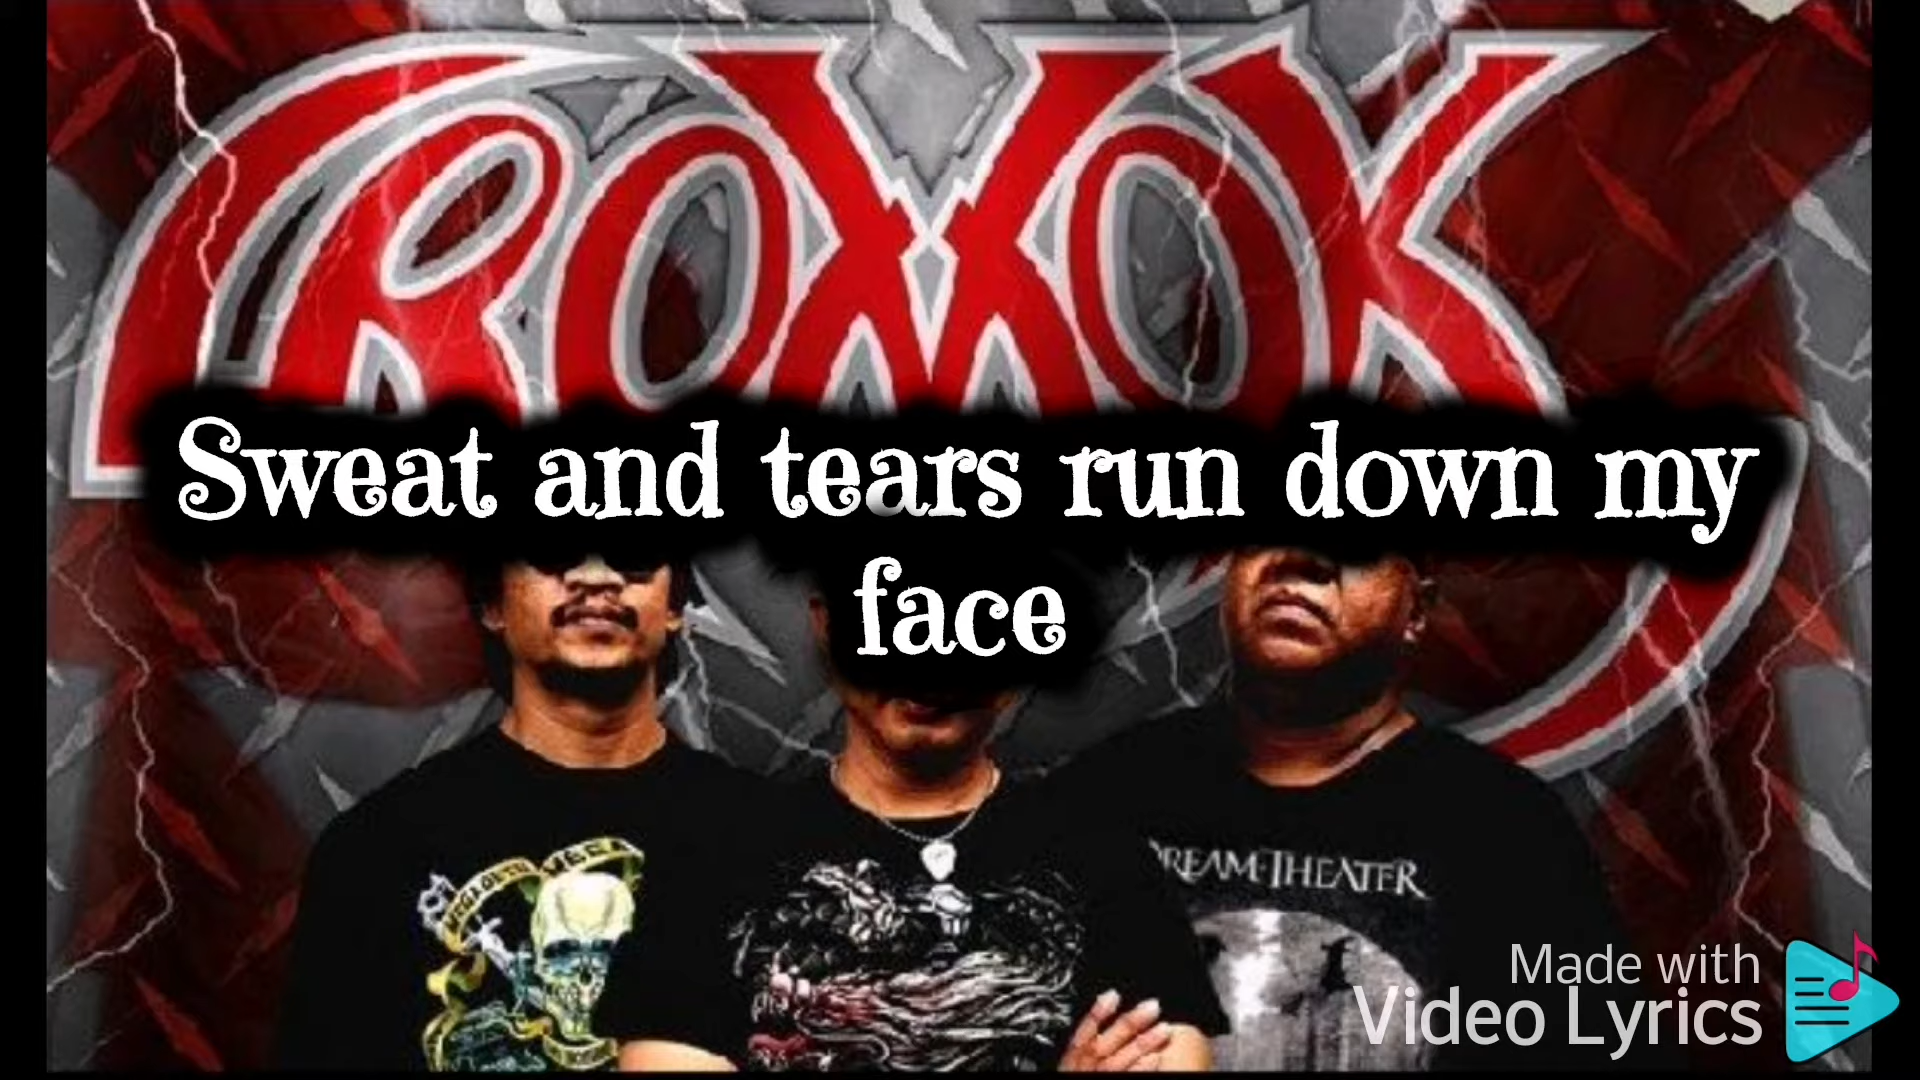 ROXX
Sweat and tears run down my
face
DREAM THEATER
Made with
Video Lyrics